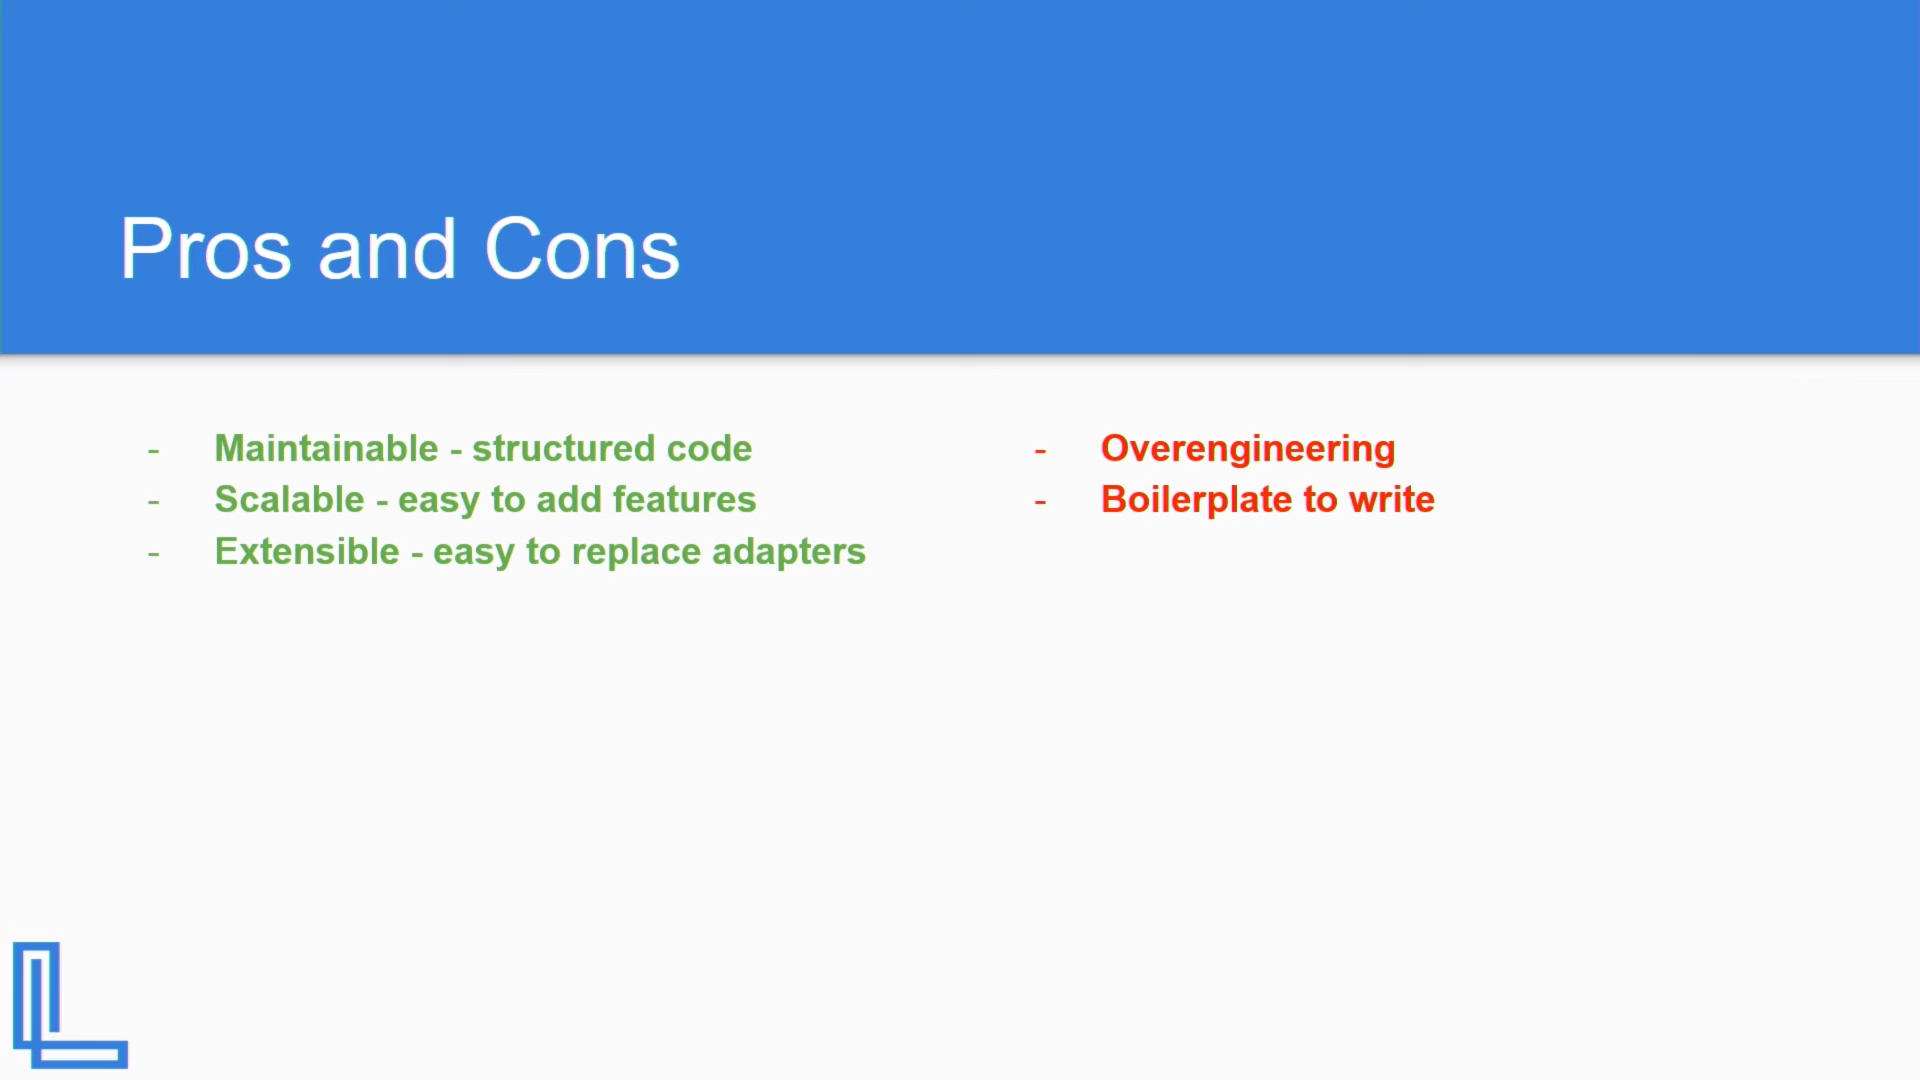 Pros and Cons
- Maintainable - structured code
- Scalable - easy to add features
- Extensible - easy to replace adapters
- Overengineering
- Boilerplate to write